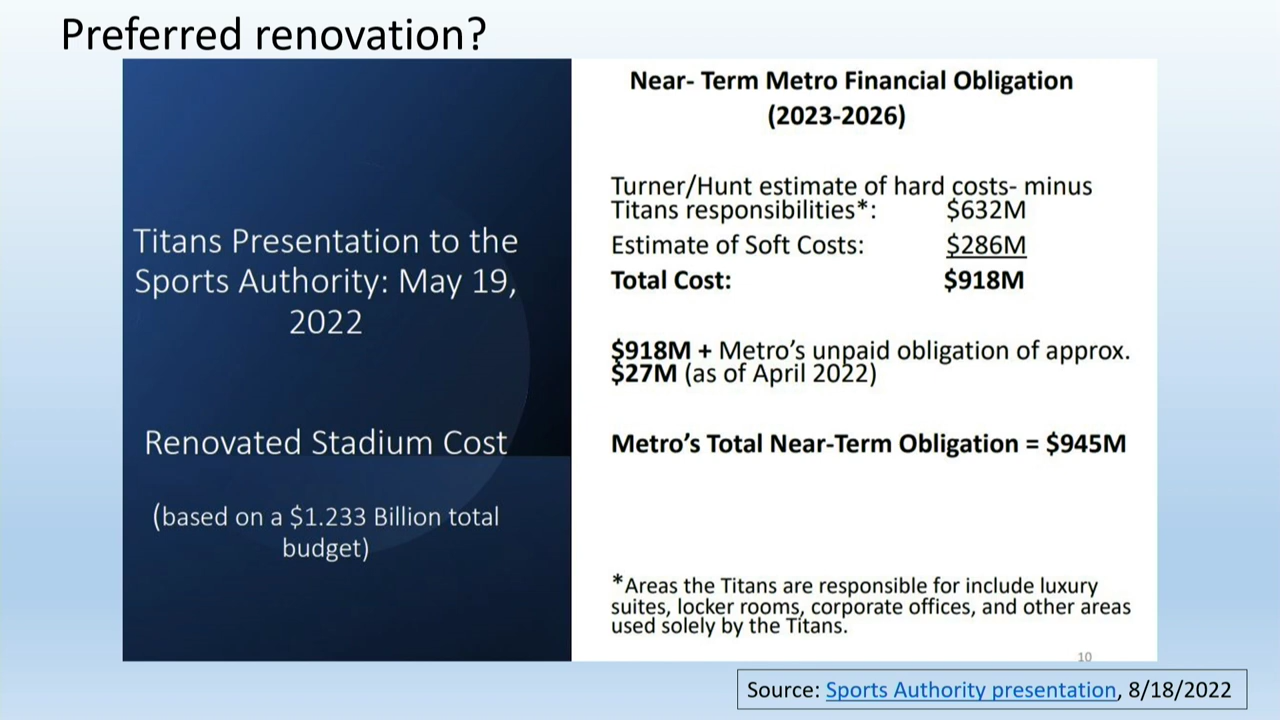 Preferred renovation?
Titans Presentation to the
Sports Authority: May 19,
2022
Renovated Stadium Cost
(based on a $1.233 Billion total
budget)
Near- Term Metro Financial Obligation
(2023-2026)
Turner/Hunt estimate of hard costs- minus
Titans responsibilities*: $632M
Estimate of Soft Costs: $286M
Total Cost: $918M
$918M + Metro’s unpaid obligation of approx.
$27M (as of April 2022)
Metro’s Total Near-Term Obligation = $945M
*Areas the Titans are responsible for include luxury
suites, locker rooms, corporate offices, and other areas
used solely by the Titans.
10
Source: Sports Authority presentation, 8/18/2022